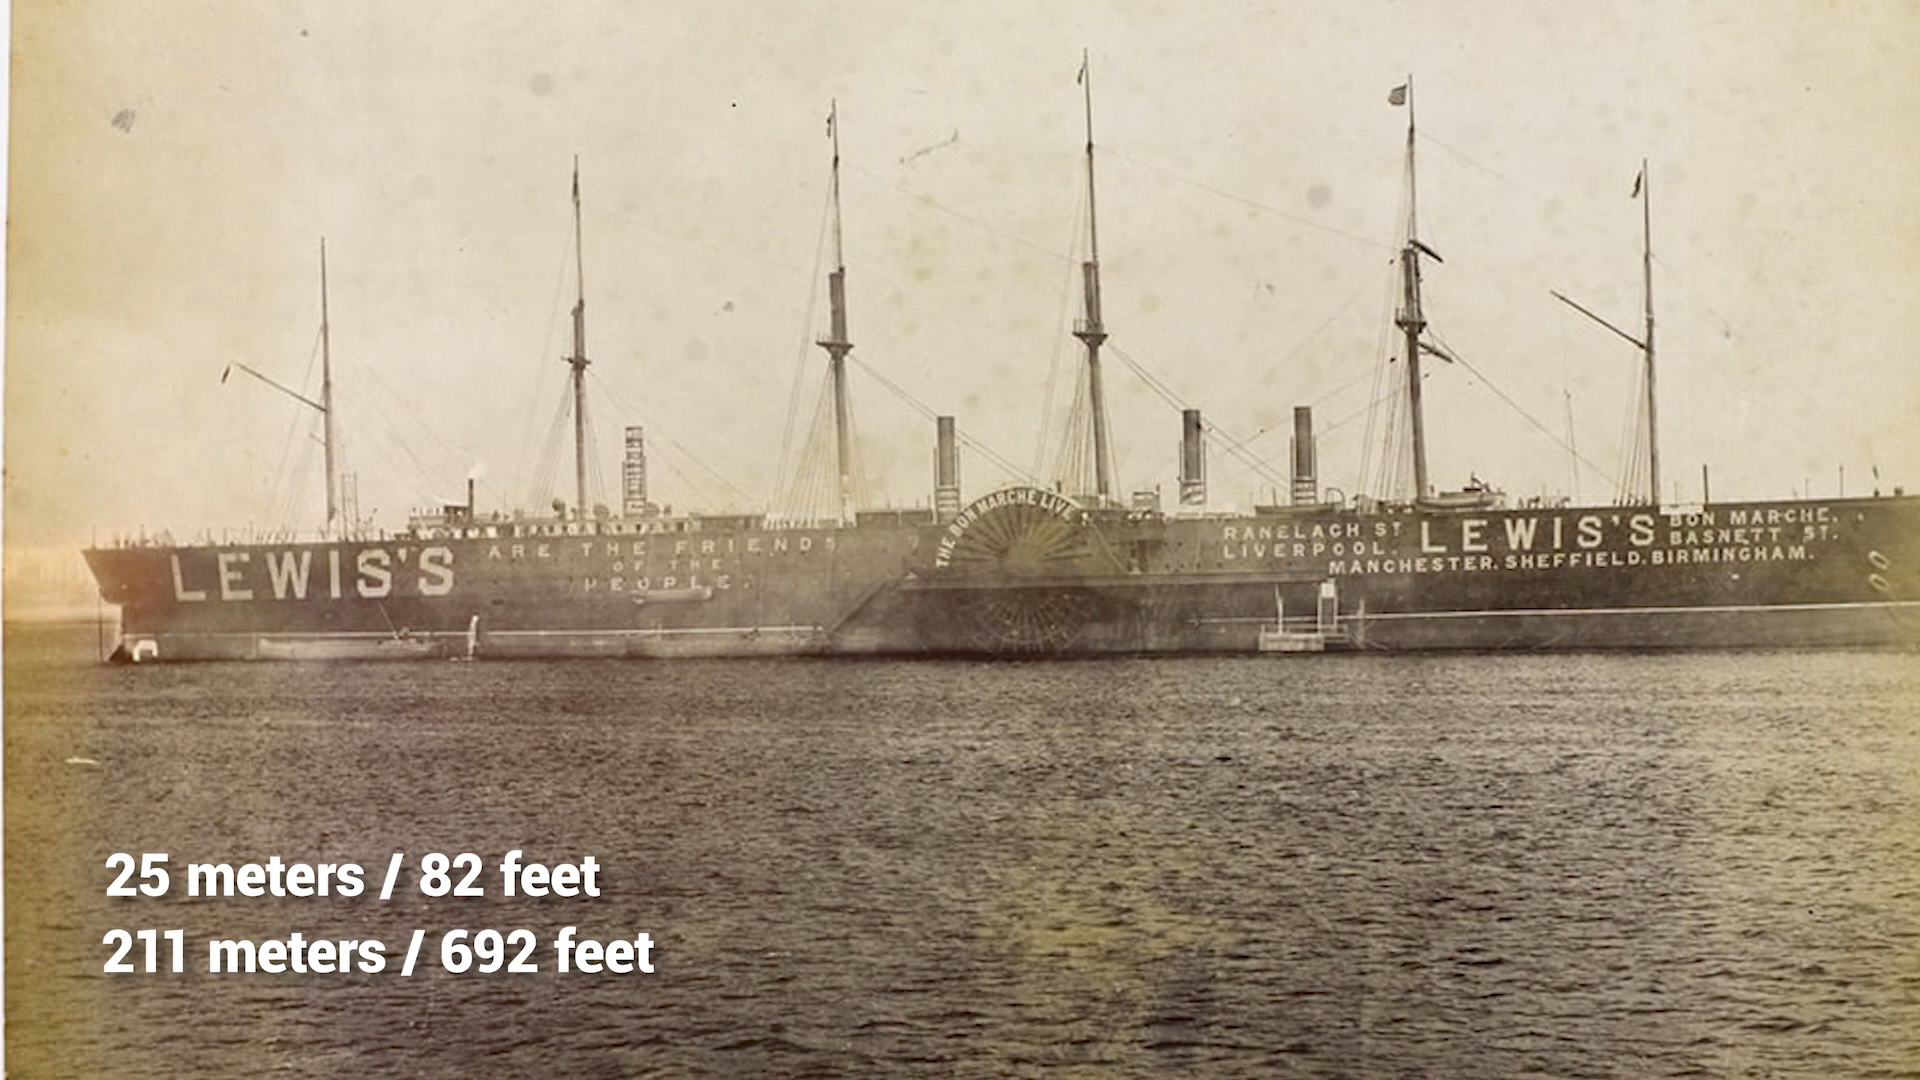 LEWIS'S ARE THE FRIENDS
OF THE
PEOPLE.
THE BON MARCHE LIVE
RANELACH ST
LIVERPOOL.
LEWIS'S
BON MARCHE.
BASNETT ST.
MANCHESTER. SHEFFIELD. BIRMINGHAM.
25 meters / 82 feet
211 meters / 692 feet